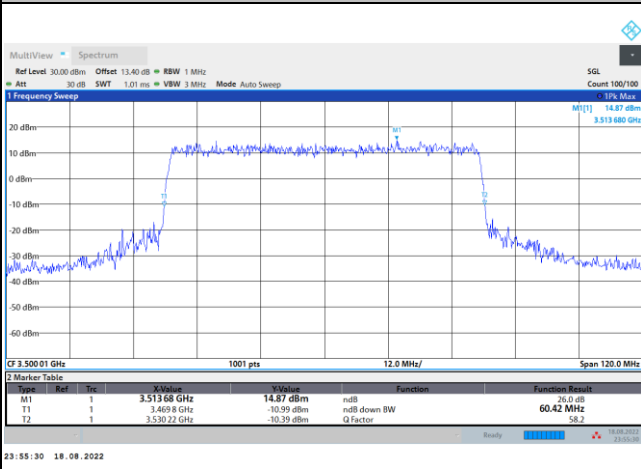 MultiView Spectrum
Ref Level 30.00 dBm Offset 13.40 dB RBW 1 MHz SGL
Att 30 dB SWT 1.01 ms VBW 3 MHz Mode Auto Sweep Count 100/100
1 Frequency Sweep 1Pk Max
M1[1] 14.87 dBm
3.513 680 GHz
M1
20 dBm
10 dBm
0 dBm
T1
T2
-10 dBm
-20 dBm
-30 dBm
-40 dBm
-50 dBm
-60 dBm
CF 3.500 01 GHz 1001 pts 12.0 MHz/ Span 120.0 MHz
2 Marker Table
Type Ref Trc X-Value Y-Value Function Function Result
M1 1 3.513 68 GHz 14.87 dBm ndB 26.0 dB
T1 1 3.469 8 GHz -10.99 dBm ndB down BW 60.42 MHz
T2 1 3.530 22 GHz -10.39 dBm Q Factor 58.2
Ready 18.08.2022
23:55:30
23:55:30 18.08.2022